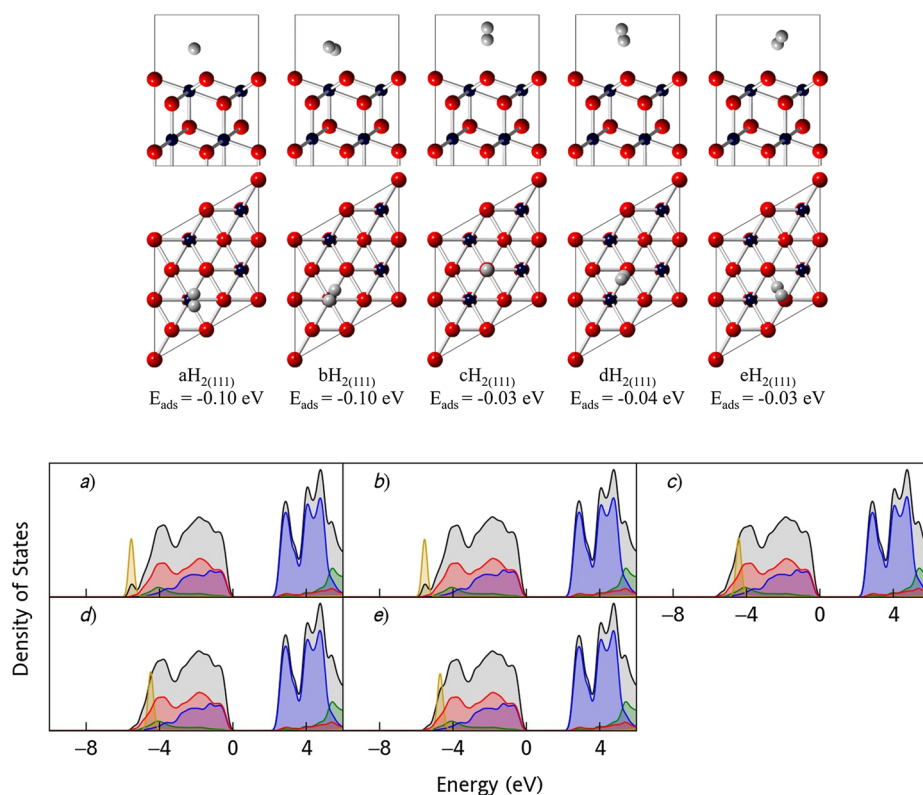 aH2(111) bH2(111) cH2(111) dH2(111) eH2(111)
Eads = -0.10 eV Eads = -0.10 eV Eads = -0.03 eV Eads = -0.04 eV Eads = -0.03 eV
a) b) c)
−8 −4 0 4
d) e)
−8 −4 0 4 −8 −4 0 4
Density of States
Energy (eV)